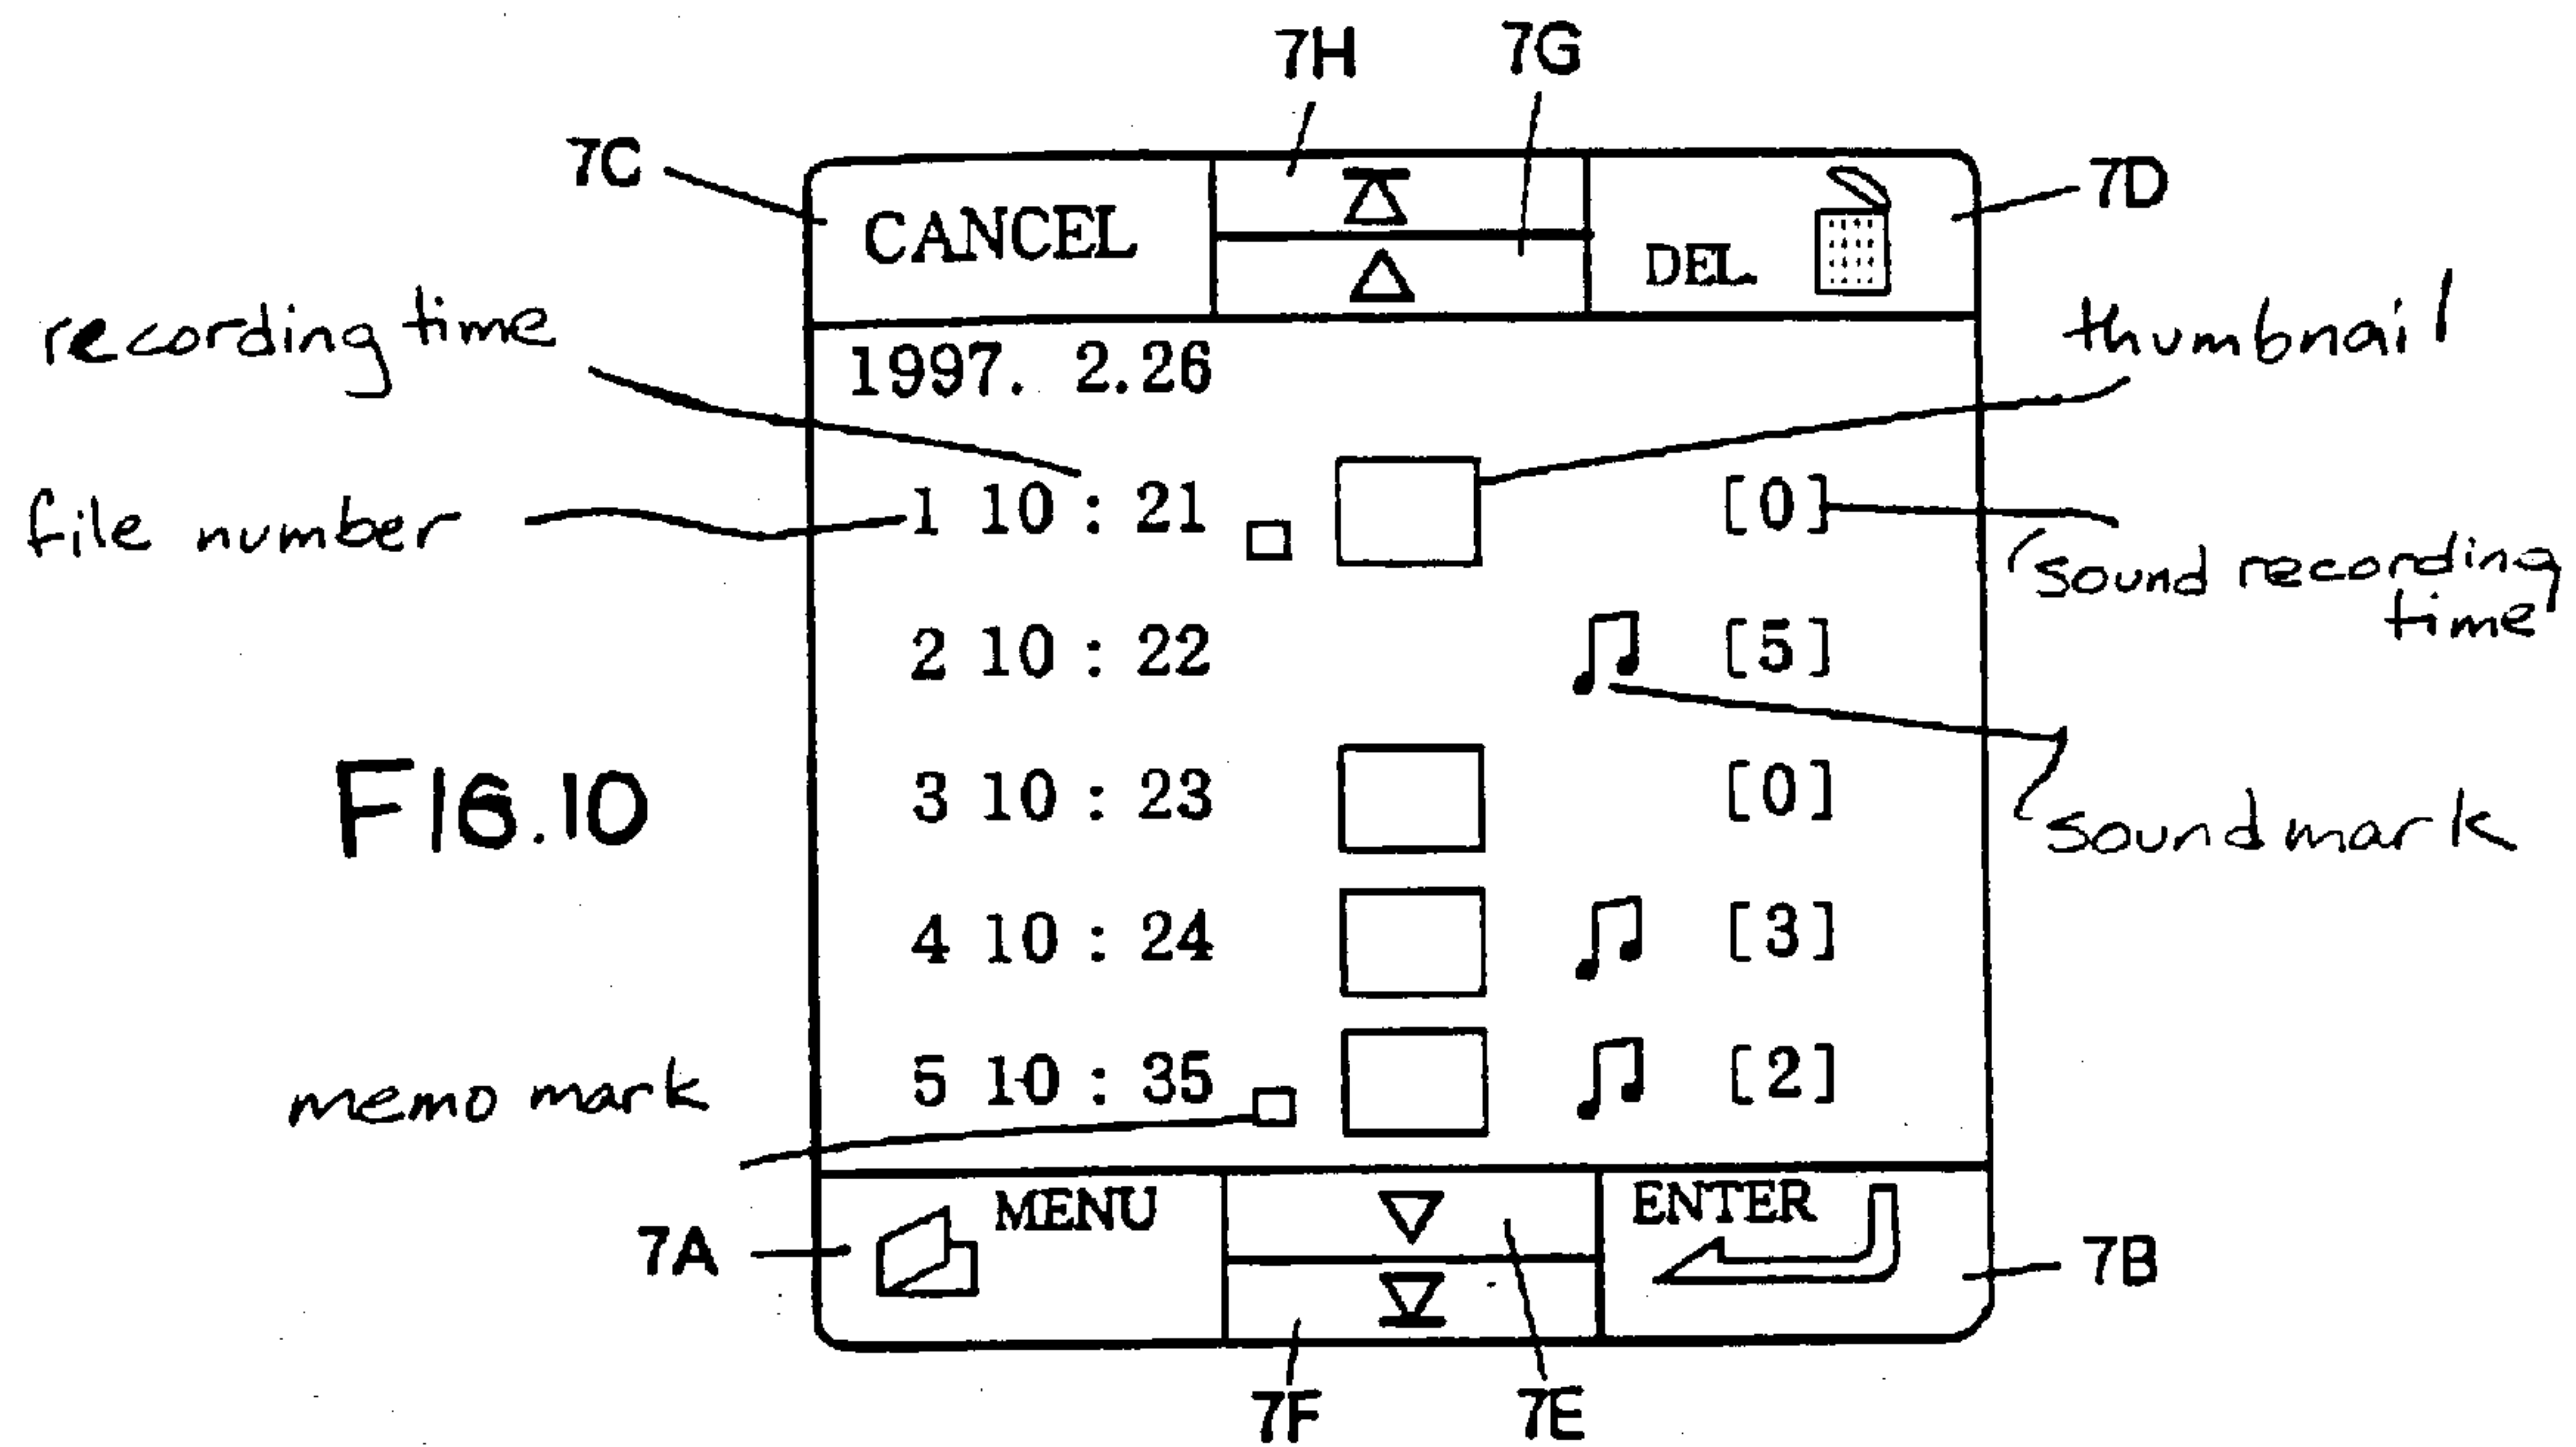 7H 7G
7C 7D
CANCEL DEL.
recording time thumbnail
1997. 2.26
file number 1 10 : 21 [0]
sound recording
time
2 10 : 22 [5]
FIG.10 3 10 : 23 [0]
sound mark
4 10 : 24 [3]
memo mark 5 10 : 35 [2]
MENU ENTER
7A 7B
7F 7E